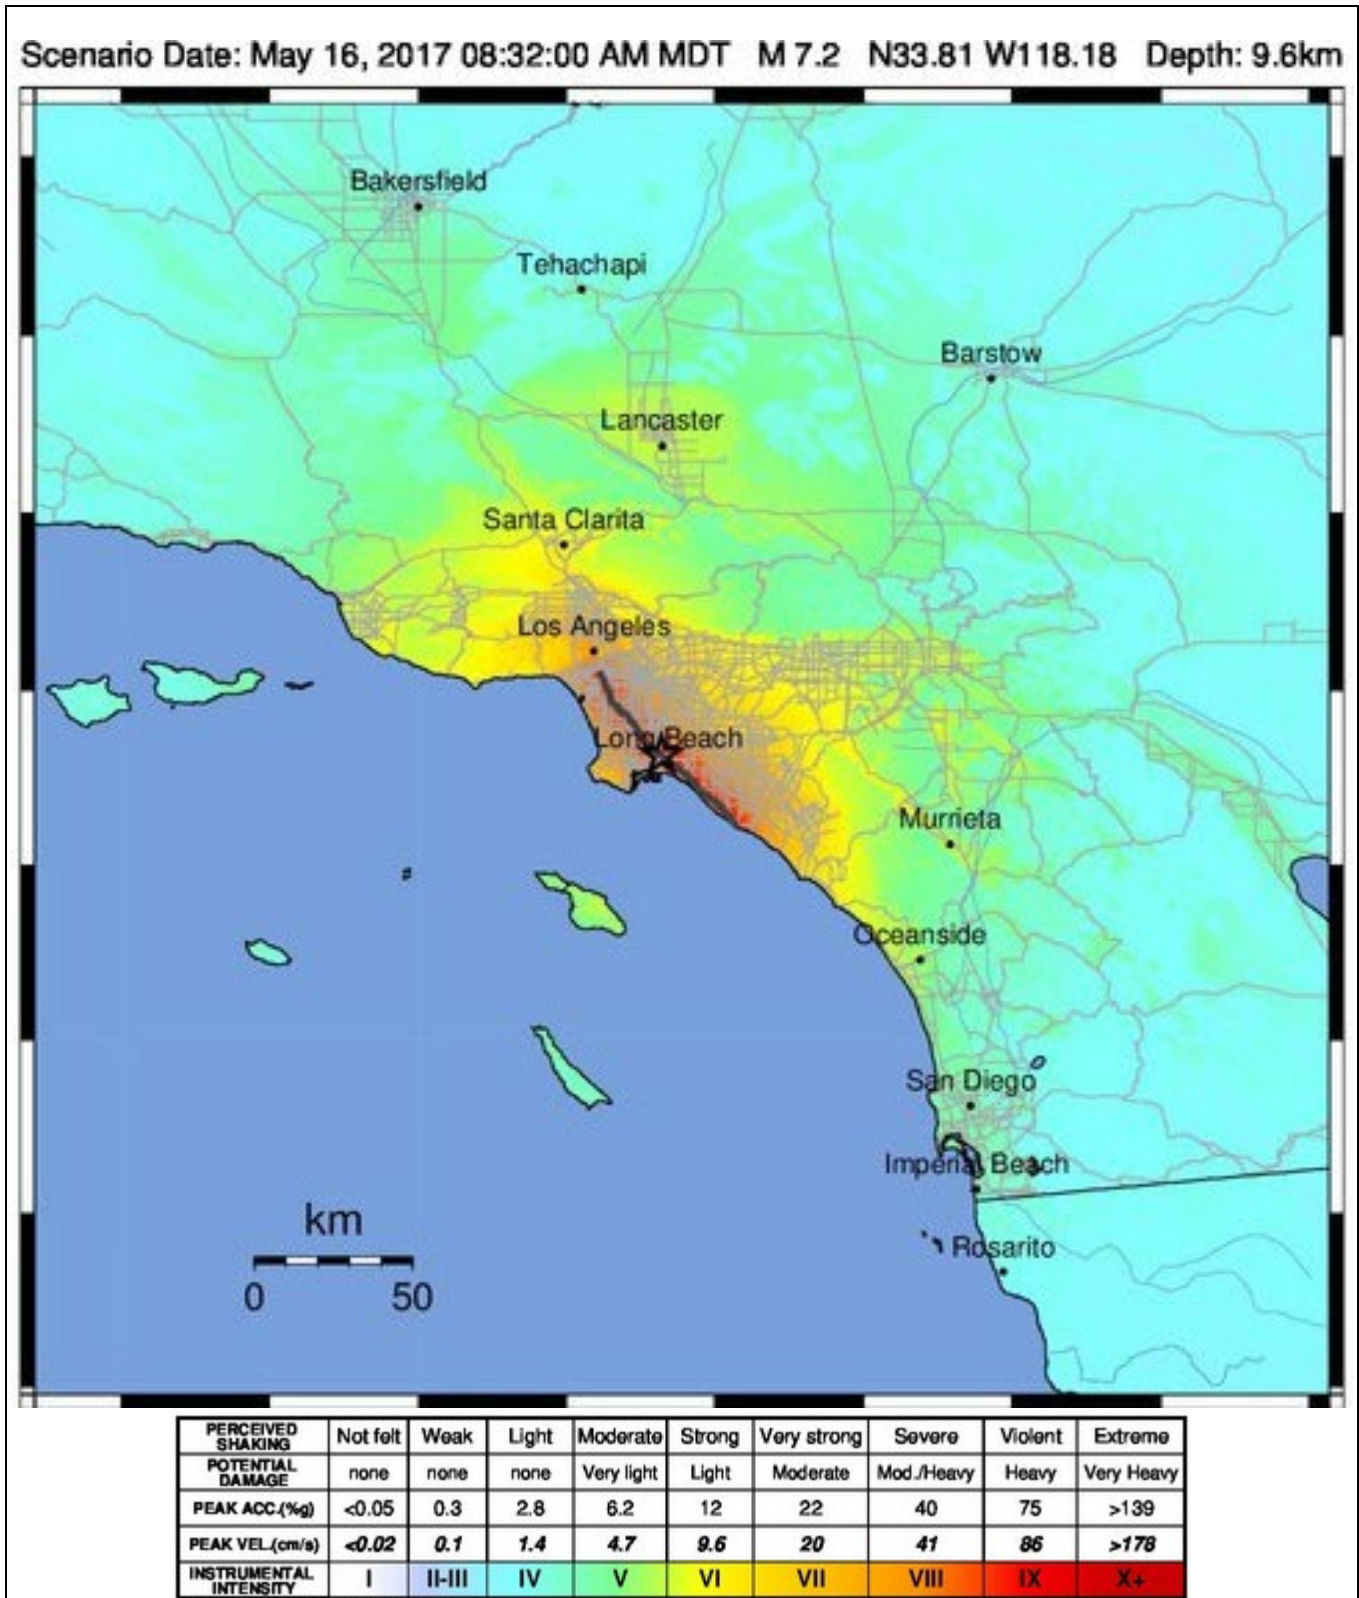 Scenario Date: May 16, 2017 08:32:00 AM MDT M 7.2 N33.81 W118.18 Depth: 9.6km
Bakersfield
Tehachapi
Barstow
Lancaster
Santa Clarita
Los Angeles
Long Beach
Murrieta
Oceanside
San Diego
Imperial Beach
Rosarito
km
0 50
PERCEIVED SHAKING Not felt Weak Light Moderate Strong Very strong Severe Violent Extreme
POTENTIAL DAMAGE none none none Very light Light Moderate Mod./Heavy Heavy Very Heavy
PEAK ACC.(%g) <0.05 0.3 2.8 6.2 12 22 40 75 >139
PEAK VEL.(cm/s) <0.02 0.1 1.4 4.7 9.6 20 41 86 >178
INSTRUMENTAL INTENSITY I II-III IV V VI VII VIII IX X+